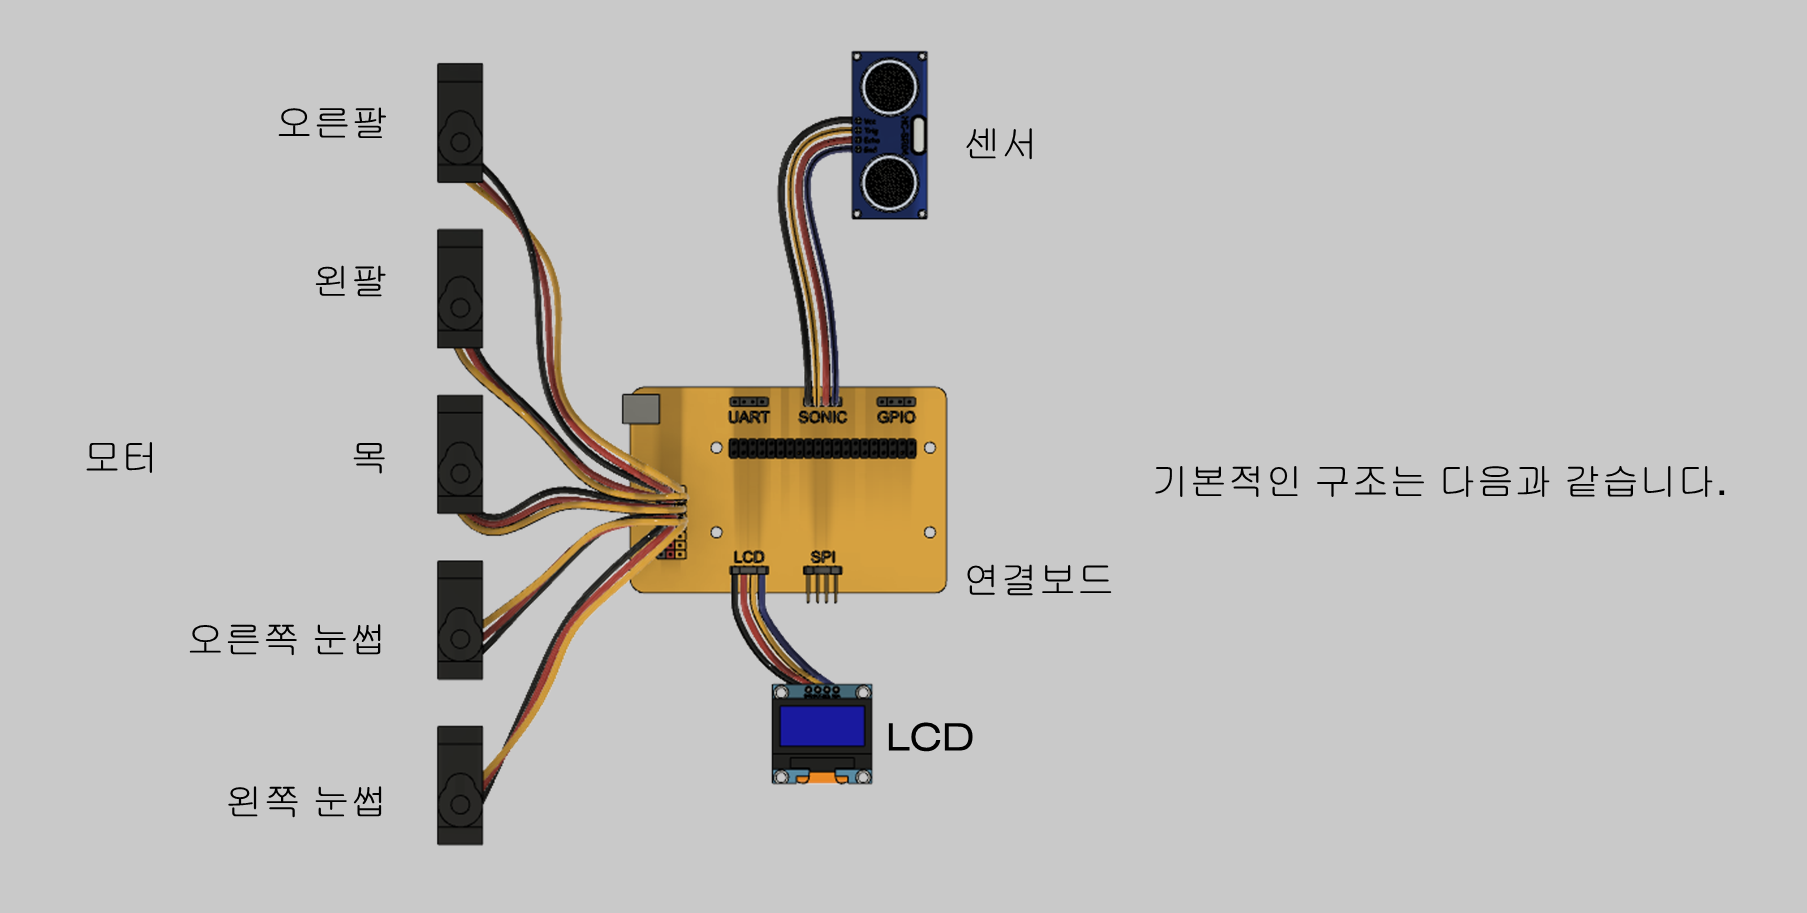 오른팔
센서
왼팔
UART SONIC GPIO
모터
목
기본적인 구조는 다음과 같습니다.
LCD SPI
연결보드
오른쪽 눈썹
LCD
왼쪽 눈썹